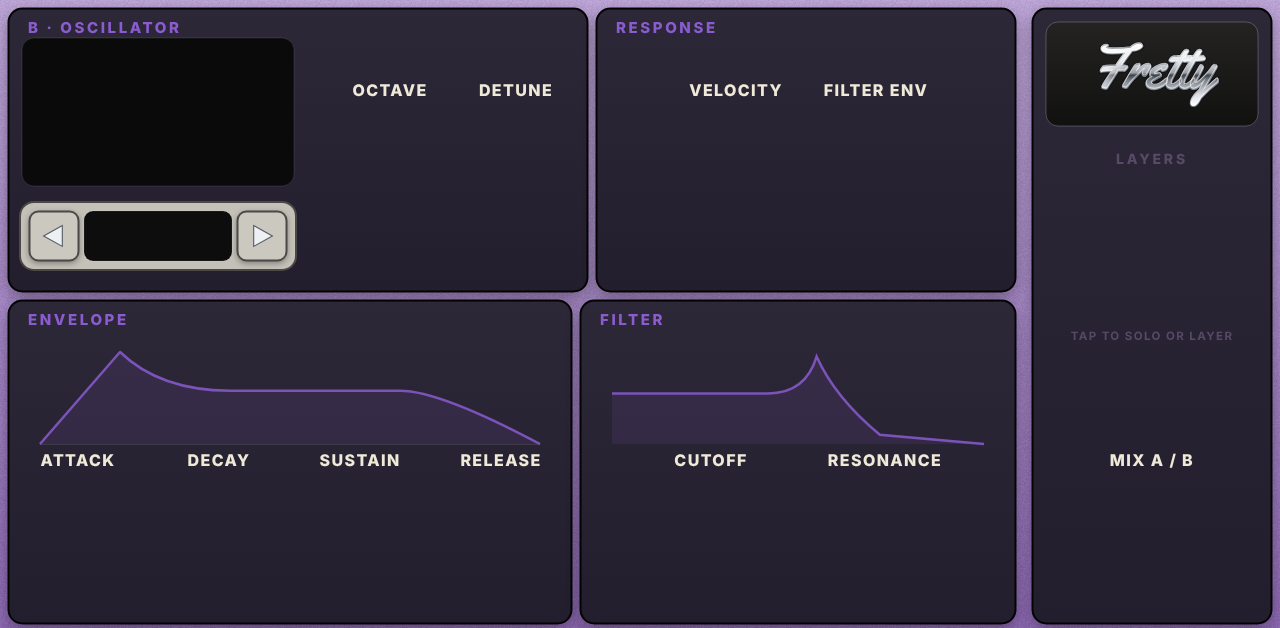 B · OSCILLATOR
OCTAVE DETUNE
RESPONSE
VELOCITY FILTER ENV
Fretty
LAYERS
TAP TO SOLO OR LAYER
MIX A / B
ENVELOPE
ATTACK DECAY SUSTAIN RELEASE
FILTER
CUTOFF RESONANCE